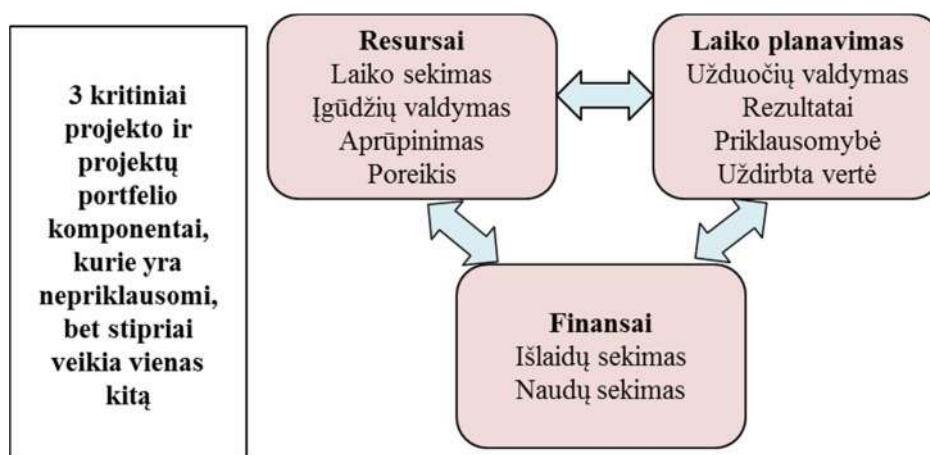 3 kritiniai
projekto ir
projektų
portfelio
komponentai,
kurie yra
nepriklausomi,
bet stipriai
veikia vienas
kitą
Resursai
Laiko sekimas
Įgūdžių valdymas
Aprūpinimas
Poreikis
Laiko planavimas
Užduočių valdymas
Rezultatai
Priklausomybė
Uždirbta vertė
Finansai
Išlaidų sekimas
Naudų sekimas